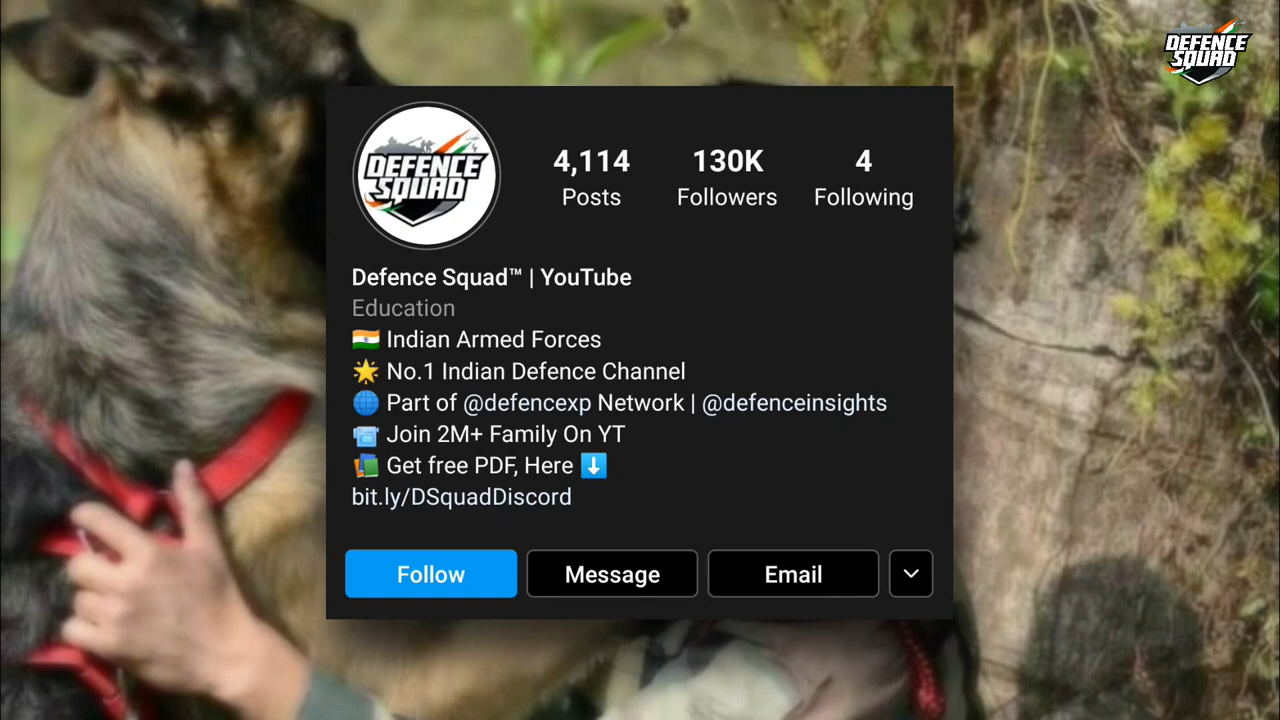 DEFENCE
SQUAD
DEFENCE
SQUAD
4,114
Posts
130K
Followers
4
Following
Defence Squad™ | YouTube
Education
Indian Armed Forces
No.1 Indian Defence Channel
Part of @defencexp Network | @defenceinsights
Join 2M+ Family On YT
Get free PDF, Here
bit.ly/DSquadDiscord
Follow
Message
Email